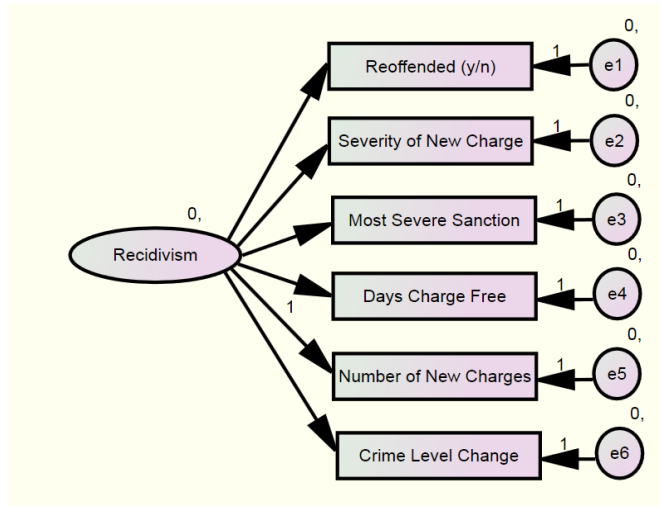 0,
1
Reoffended (y/n)
e1
0,
1
Severity of New Charge
e2
0,
1
Most Severe Sanction
e3
0,
Recidivism
0,
1
Days Charge Free
e4
1
0,
1
Number of New Charges
e5
0,
1
Crime Level Change
e6